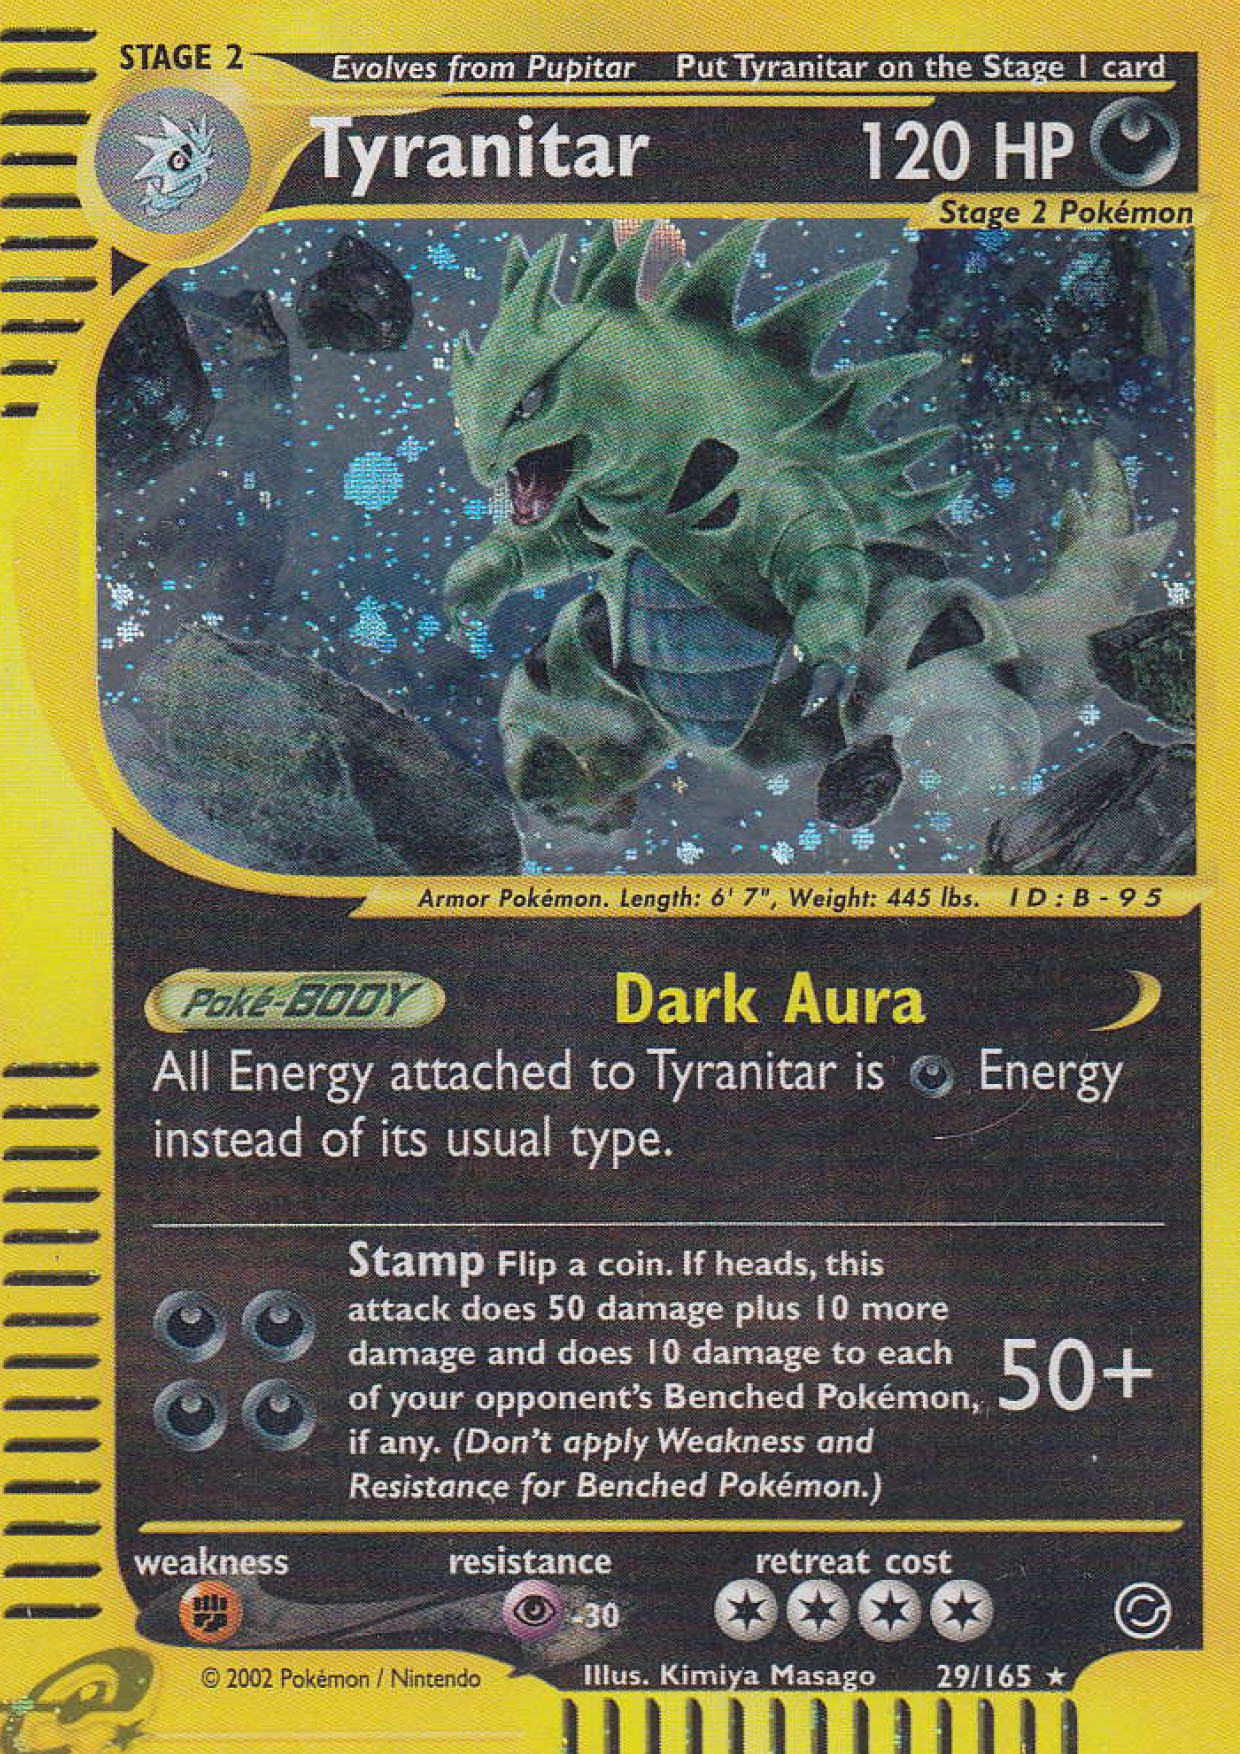 STAGE 2
Evolves from Pupitar Put Tyranitar on the Stage 1 card
Tyranitar 120 HP
Stage 2 Pokémon
Armor Pokémon. Length: 6' 7", Weight: 445 lbs. ID:B-95
Poké-BODY Dark Aura
All Energy attached to Tyranitar is Energy
instead of its usual type.
Stamp Flip a coin. If heads, this
attack does 50 damage plus 10 more
damage and does 10 damage to each
of your opponent's Benched Pokémon,
if any. (Don't apply Weakness and
Resistance for Benched Pokémon.)
50+
weakness resistance retreat cost
-30
© 2002 Pokémon / Nintendo Illus. Kimiya Masago 29/165 ★